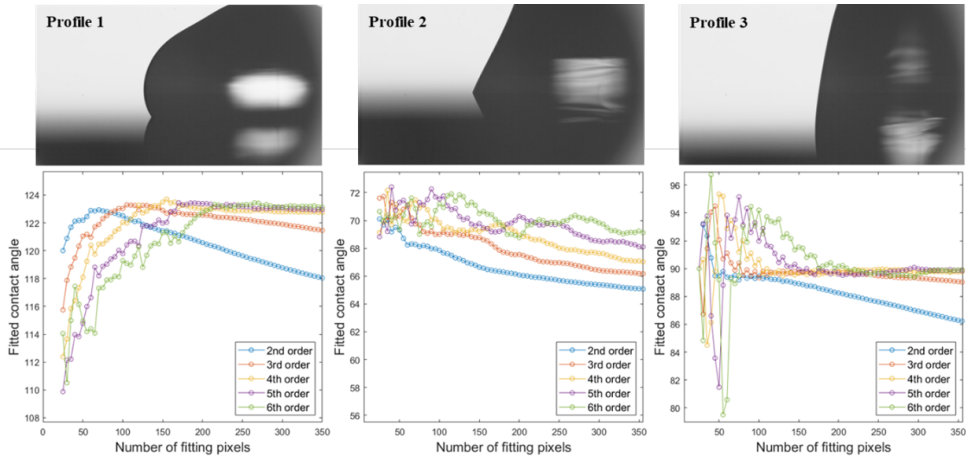 Profile 1
Profile 2
Profile 3
Fitted contact angle
124
122
120
118
116
114
112
110
108
0
50
100
150
200
250
300
350
Number of fitting pixels
2nd order
3rd order
4th order
5th order
6th order
Fitted contact angle
72
70
68
66
64
62
60
58
56
50
100
150
200
250
300
350
Number of fitting pixels
2nd order
3rd order
4th order
5th order
6th order
Fitted contact angle
96
94
92
90
88
86
84
82
80
50
100
150
200
250
300
350
Number of fitting pixels
2nd order
3rd order
4th order
5th order
6th order